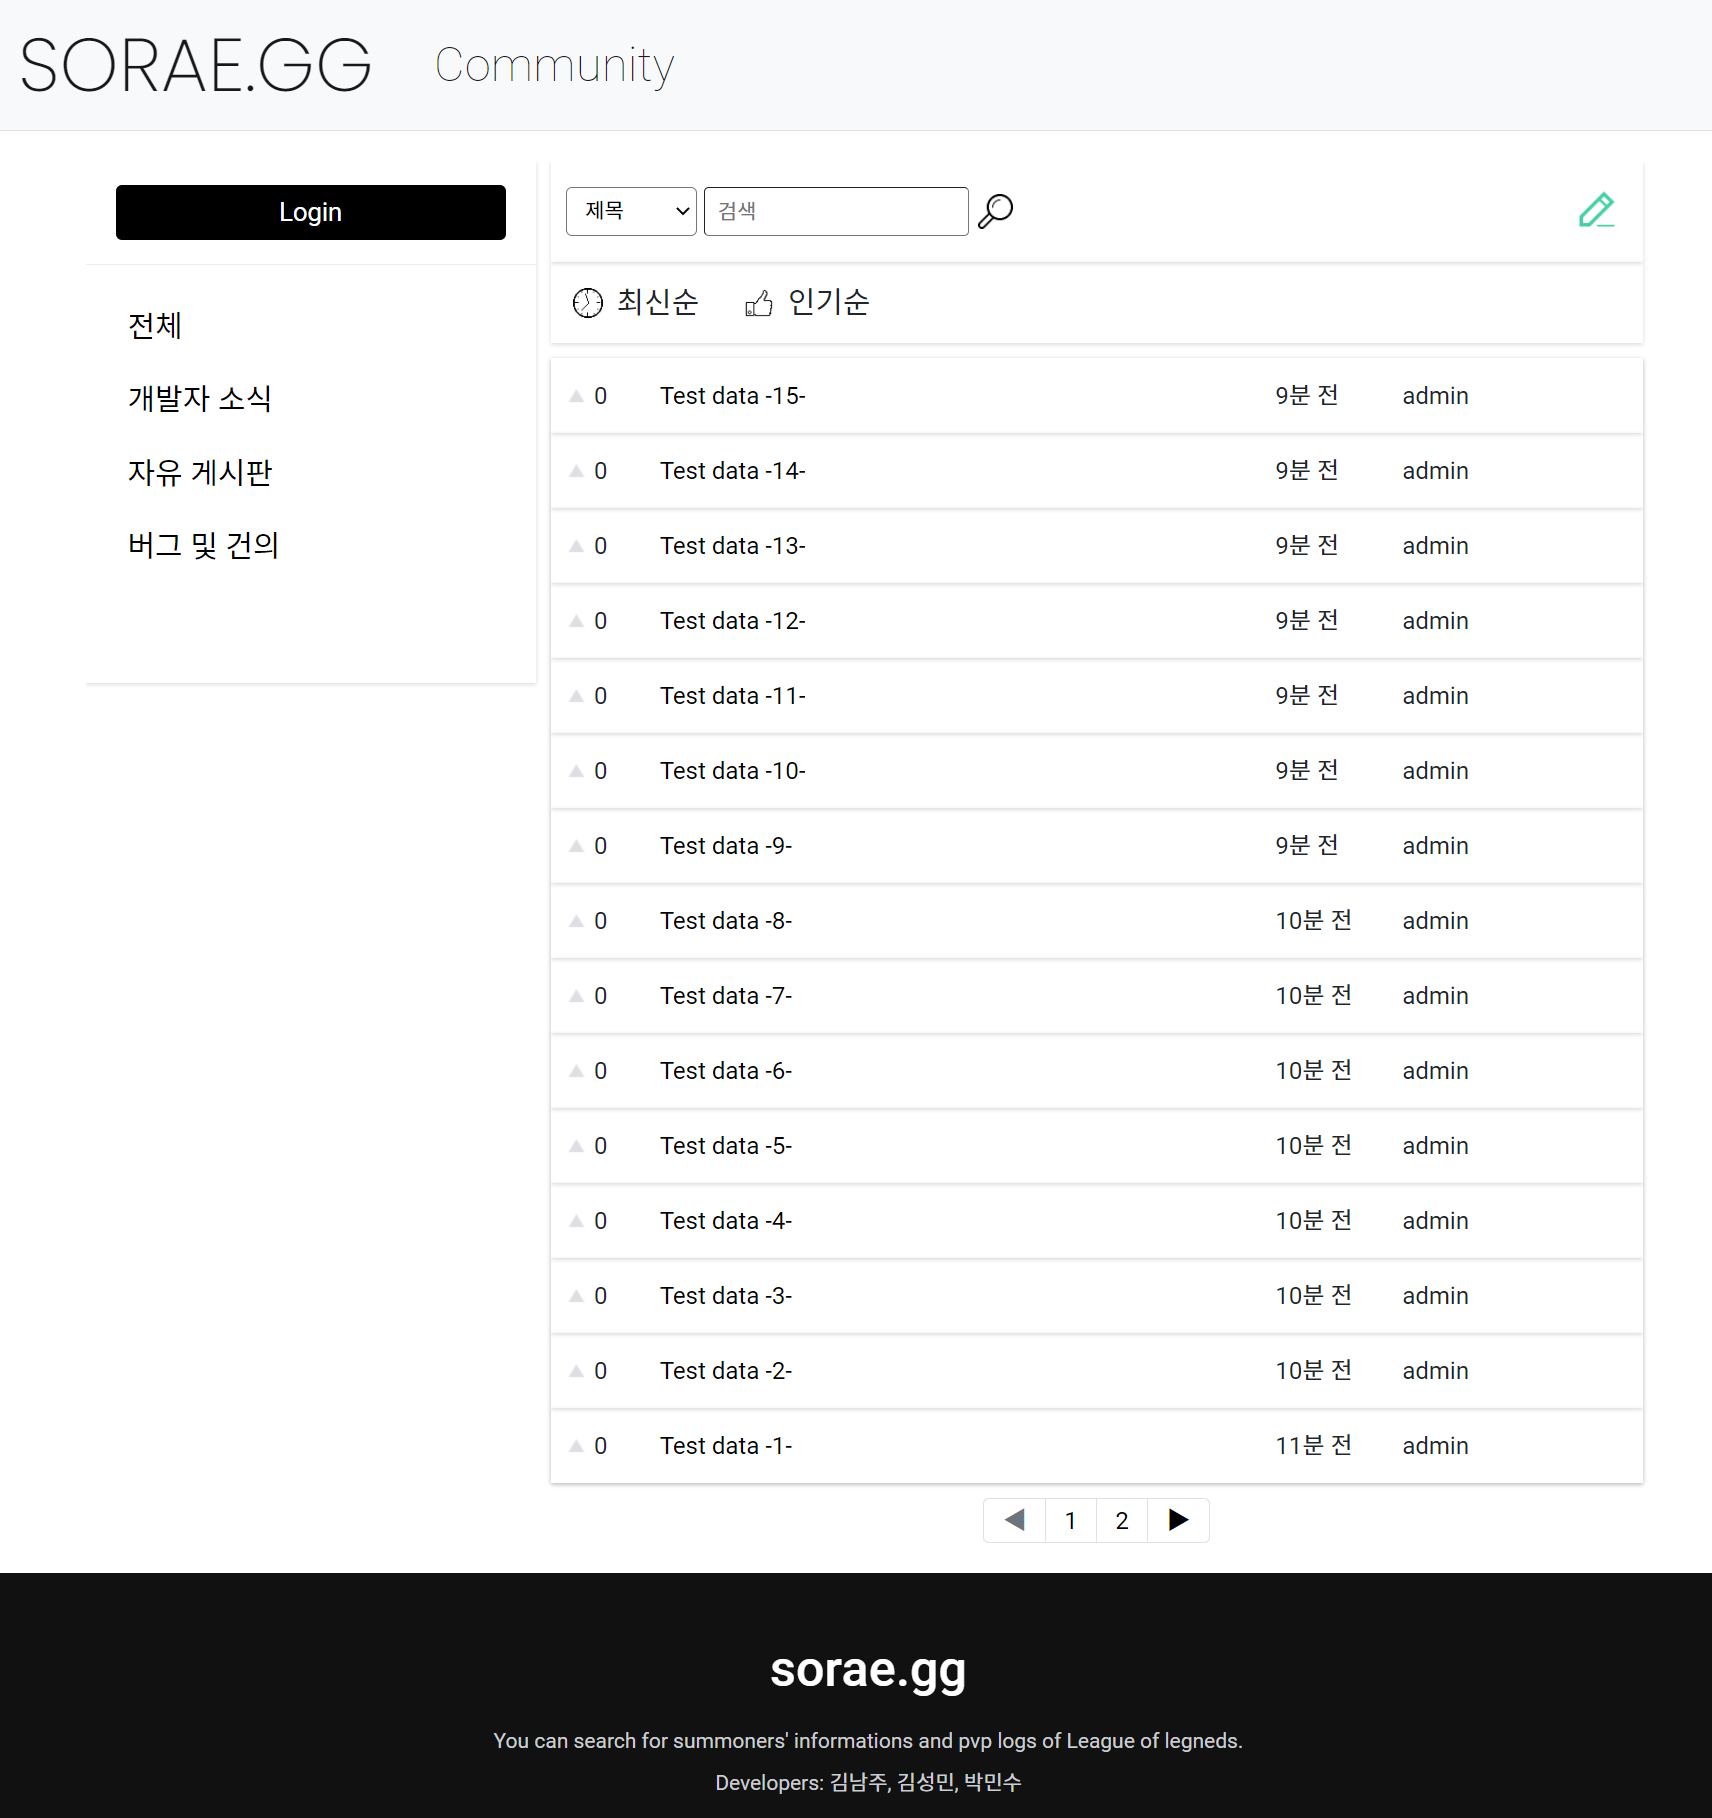 SORAE.GG Community
Login
전체
개발자 소식
자유 게시판
버그 및 건의
제목 검색
최신순 인기순
0 Test data -15- 9분 전 admin
0 Test data -14- 9분 전 admin
0 Test data -13- 9분 전 admin
0 Test data -12- 9분 전 admin
0 Test data -11- 9분 전 admin
0 Test data -10- 9분 전 admin
0 Test data -9- 9분 전 admin
0 Test data -8- 10분 전 admin
0 Test data -7- 10분 전 admin
0 Test data -6- 10분 전 admin
0 Test data -5- 10분 전 admin
0 Test data -4- 10분 전 admin
0 Test data -3- 10분 전 admin
0 Test data -2- 10분 전 admin
0 Test data -1- 11분 전 admin
1 2
sorae.gg
You can search for summoners' informations and pvp logs of League of legneds.
Developers: 김남주, 김성민, 박민수